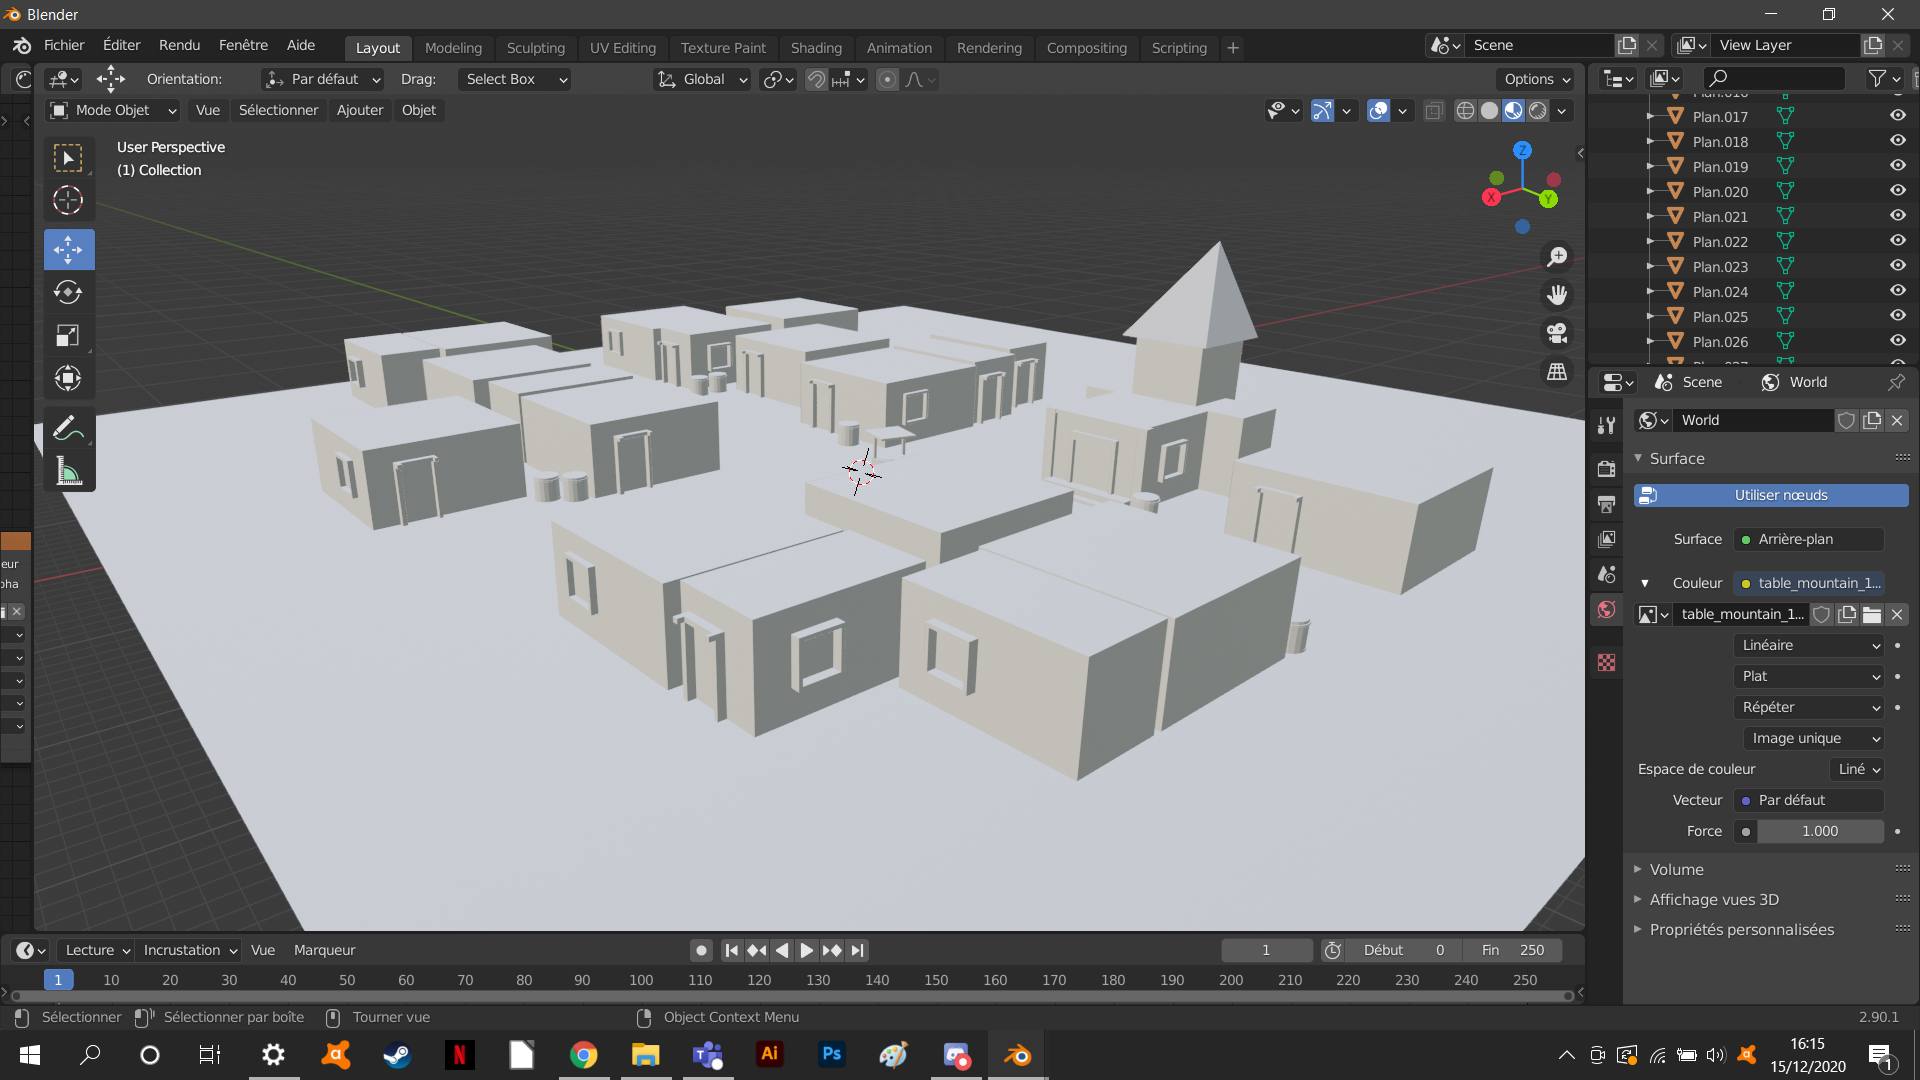 Blender
Fichier Éditer Rendu Fenêtre Aide Layout Modeling Sculpting UV Editing Texture Paint Shading Animation Rendering Compositing Scripting Scene View Layer
Orientation: Par défaut Drag: Select Box Global Options
Mode Objet Vue Sélectionner Ajouter Objet
User Perspective
(1) Collection
Z
X
Y
Plan.017
Plan.018
Plan.019
Plan.020
Plan.021
Plan.022
Plan.023
Plan.024
Plan.025
Plan.026
Scene World
World
Surface
Utiliser nœuds
Surface Arrière-plan
Couleur table_mountain_1...
table_mountain_1...
Linéaire
Plat
Répéter
Image unique
Espace de couleur Liné
Vecteur Par défaut
Force 1.000
Volume
Affichage vues 3D
Propriétés personnalisées
eur
pha
Lecture Incrustation Vue Marqueur 1 Début 0 Fin 250
1 10 20 30 40 50 60 70 80 90 100 110 120 130 140 150 160 170 180 190 200 210 220 230 240 250
Sélectionner Sélectionner par boîte Tourner vue Object Context Menu 2.90.1
N Ai Ps
16:15
15/12/2020
1